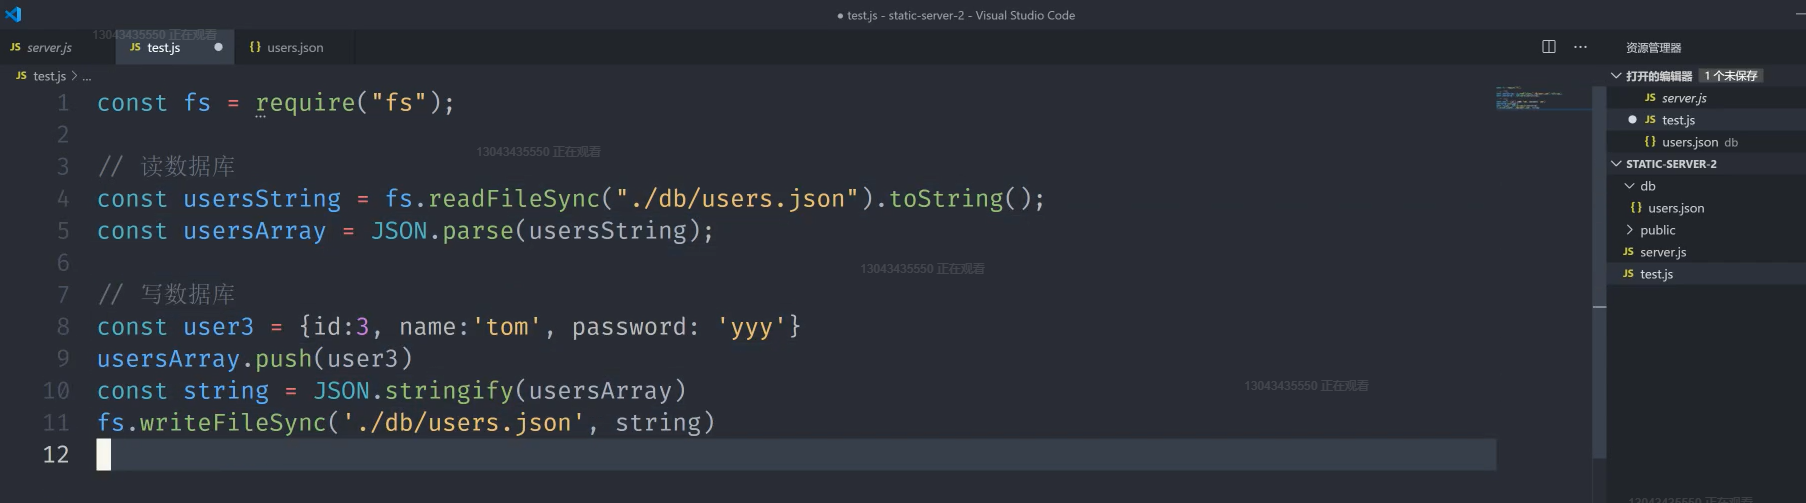 ● test.js - static-server-2 - Visual Studio Code
13043435550 正在观看
JS server.js
JS test.js
{} users.json
资源管理器
JS test.js > ...
打开的编辑器 1 个未保存
JS server.js
JS test.js
{} users.json db
STATIC-SERVER-2
db
{} users.json
public
JS server.js
JS test.js
1 const fs = require("fs");
2
13043435550 正在观看
3 // 读数据库
4 const usersString = fs.readFileSync("./db/users.json").toString();
5 const usersArray = JSON.parse(usersString);
6
13043435550 正在观看
7 // 写数据库
8 const user3 = {id:3, name:'tom', password: 'yyy'}
9 usersArray.push(user3)
10 const string = JSON.stringify(usersArray)
13043435550 正在观看
11 fs.writeFileSync('./db/users.json', string)
12
13043435550 正在观看